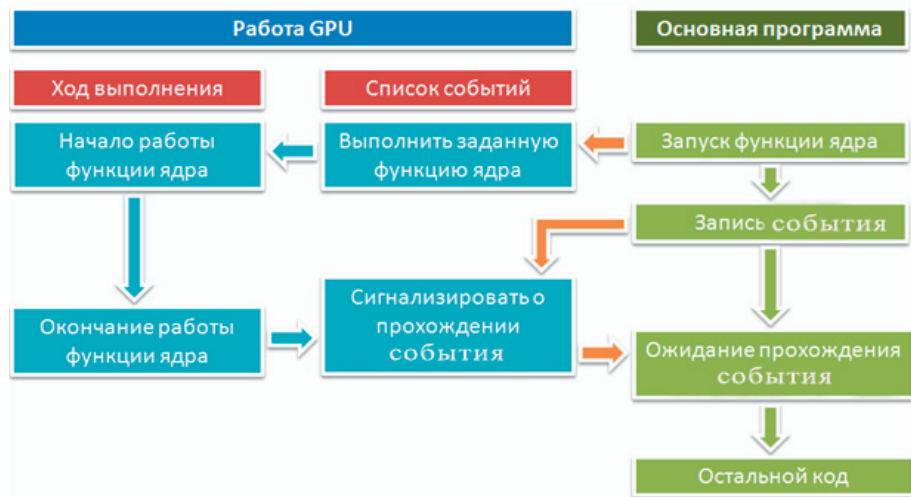 Работа GPU
Основная программа
Ход выполнения
Список событий
Начало работы
функции ядра
Выполнить заданную
функцию ядра
Запуск функции ядра
Запись события
Окончание работы
функции ядра
Сигнализировать о
прохождении
события
Ожидание прохождения
события
Остальной код